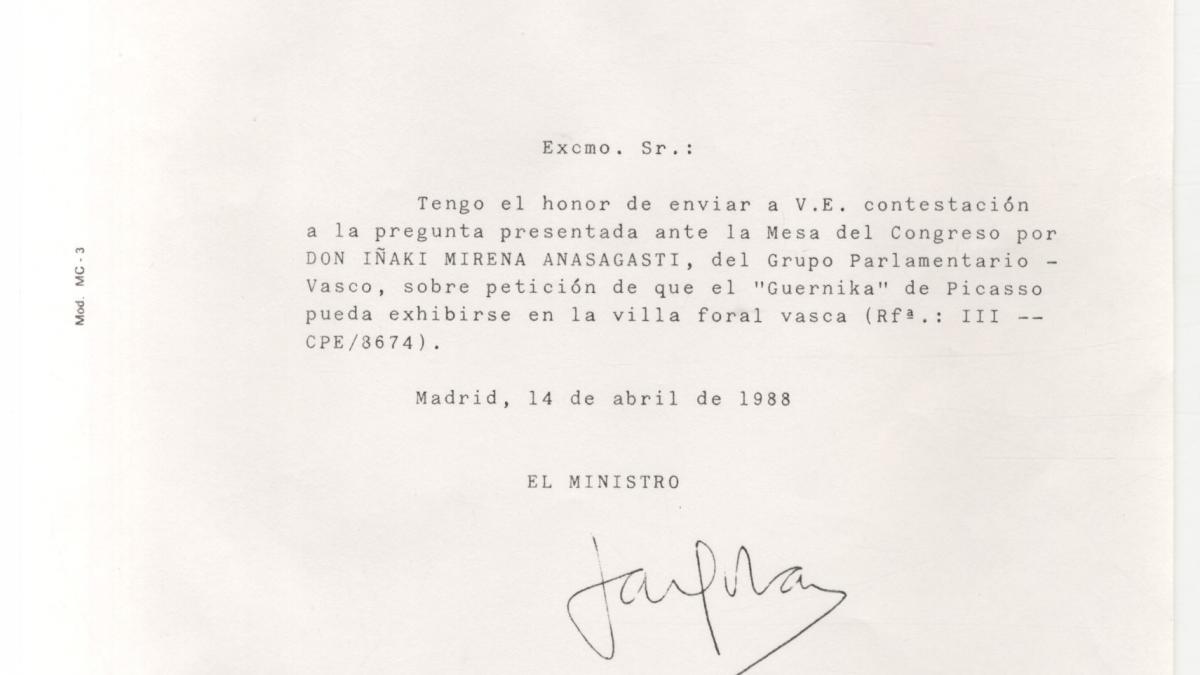 Excmo. Sr.:
Tengo el honor de enviar a V.E. contestación
a la pregunta presentada ante la Mesa del Congreso por
DON IÑAKI MIRENA ANASAGASTI, del Grupo Parlamentario -
Vasco, sobre petición de que el "Guernika" de Picasso
pueda exhibirse en la villa foral vasca (Rfª.: III --
CPE/8674).
Madrid, 14 de abril de 1988
EL MINISTRO
Mod. MC-3